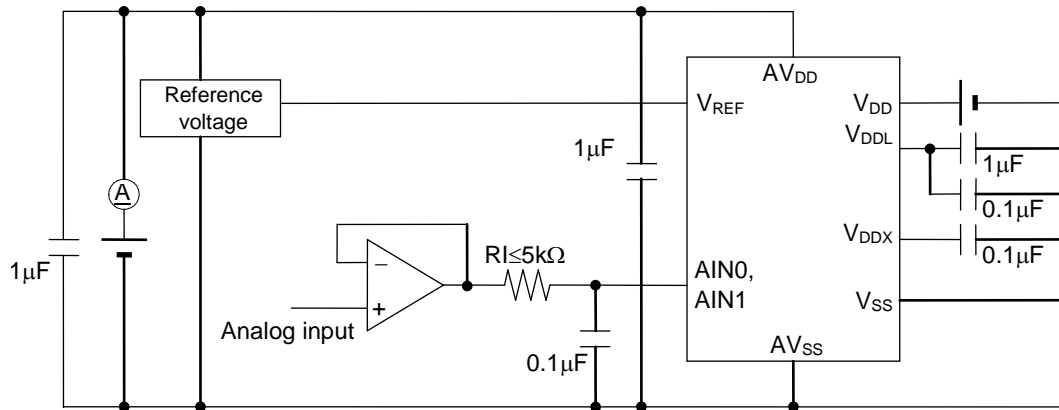 AVDD
Reference
voltage
VREF
VDD
VDDL
1μF
1μF
0.1μF
A
VDDX
0.1μF
1μF
RI≤5kΩ
−
+
AIN0,
AIN1
VSS
Analog input
0.1μF
AVSS